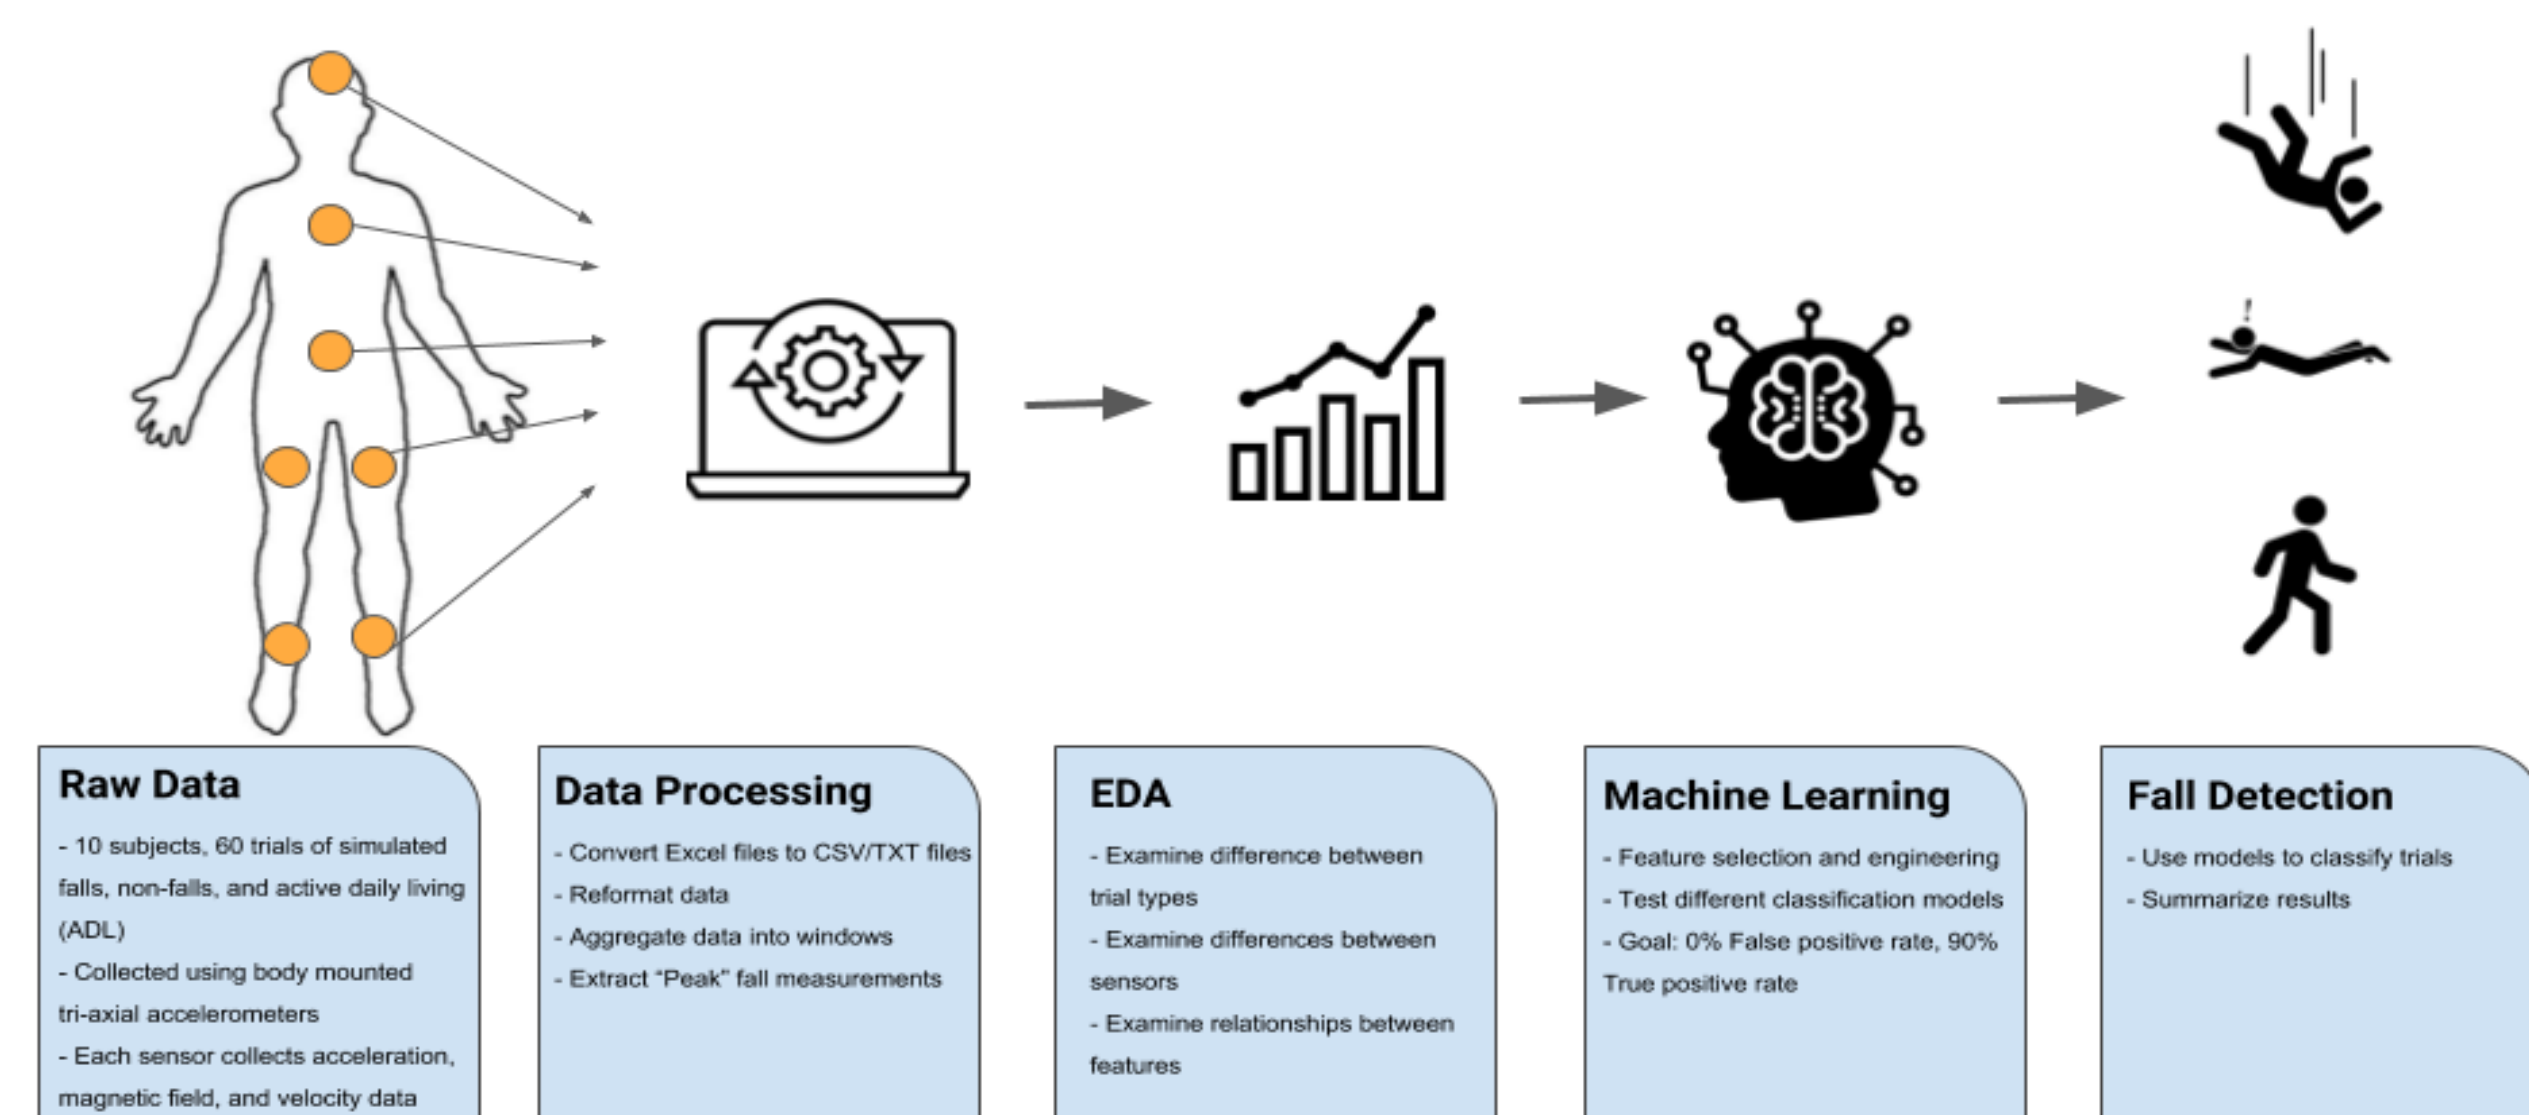 Raw Data
- 10 subjects, 60 trials of simulated
falls, non-falls, and active daily living
(ADL)
- Collected using body mounted
tri-axial accelerometers
- Each sensor collects acceleration,
magnetic field, and velocity data
Data Processing
- Convert Excel files to CSV/TXT files
- Reformat data
- Aggregate data into windows
- Extract “Peak” fall measurements
EDA
- Examine difference between
trial types
- Examine differences between
sensors
- Examine relationships between
features
Machine Learning
- Feature selection and engineering
- Test different classification models
- Goal: 0% False positive rate, 90%
True positive rate
!
Fall Detection
- Use models to classify trials
- Summarize results